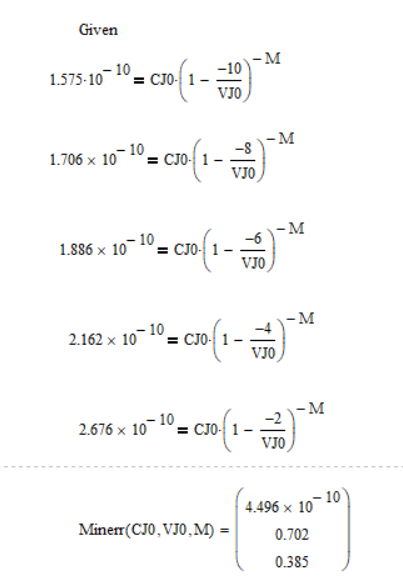 Given
1.575·10^−10 = CJ0·(1 − −10/VJ0)^−M
1.706 × 10^−10 = CJ0·(1 − −8/VJ0)^−M
1.886 × 10^−10 = CJ0·(1 − −6/VJ0)^−M
2.162 × 10^−10 = CJ0·(1 − −4/VJ0)^−M
2.676 × 10^−10 = CJ0·(1 − −2/VJ0)^−M
4.496 × 10^−10
Minerr(CJ0,VJ0,M) = 0.702
0.385